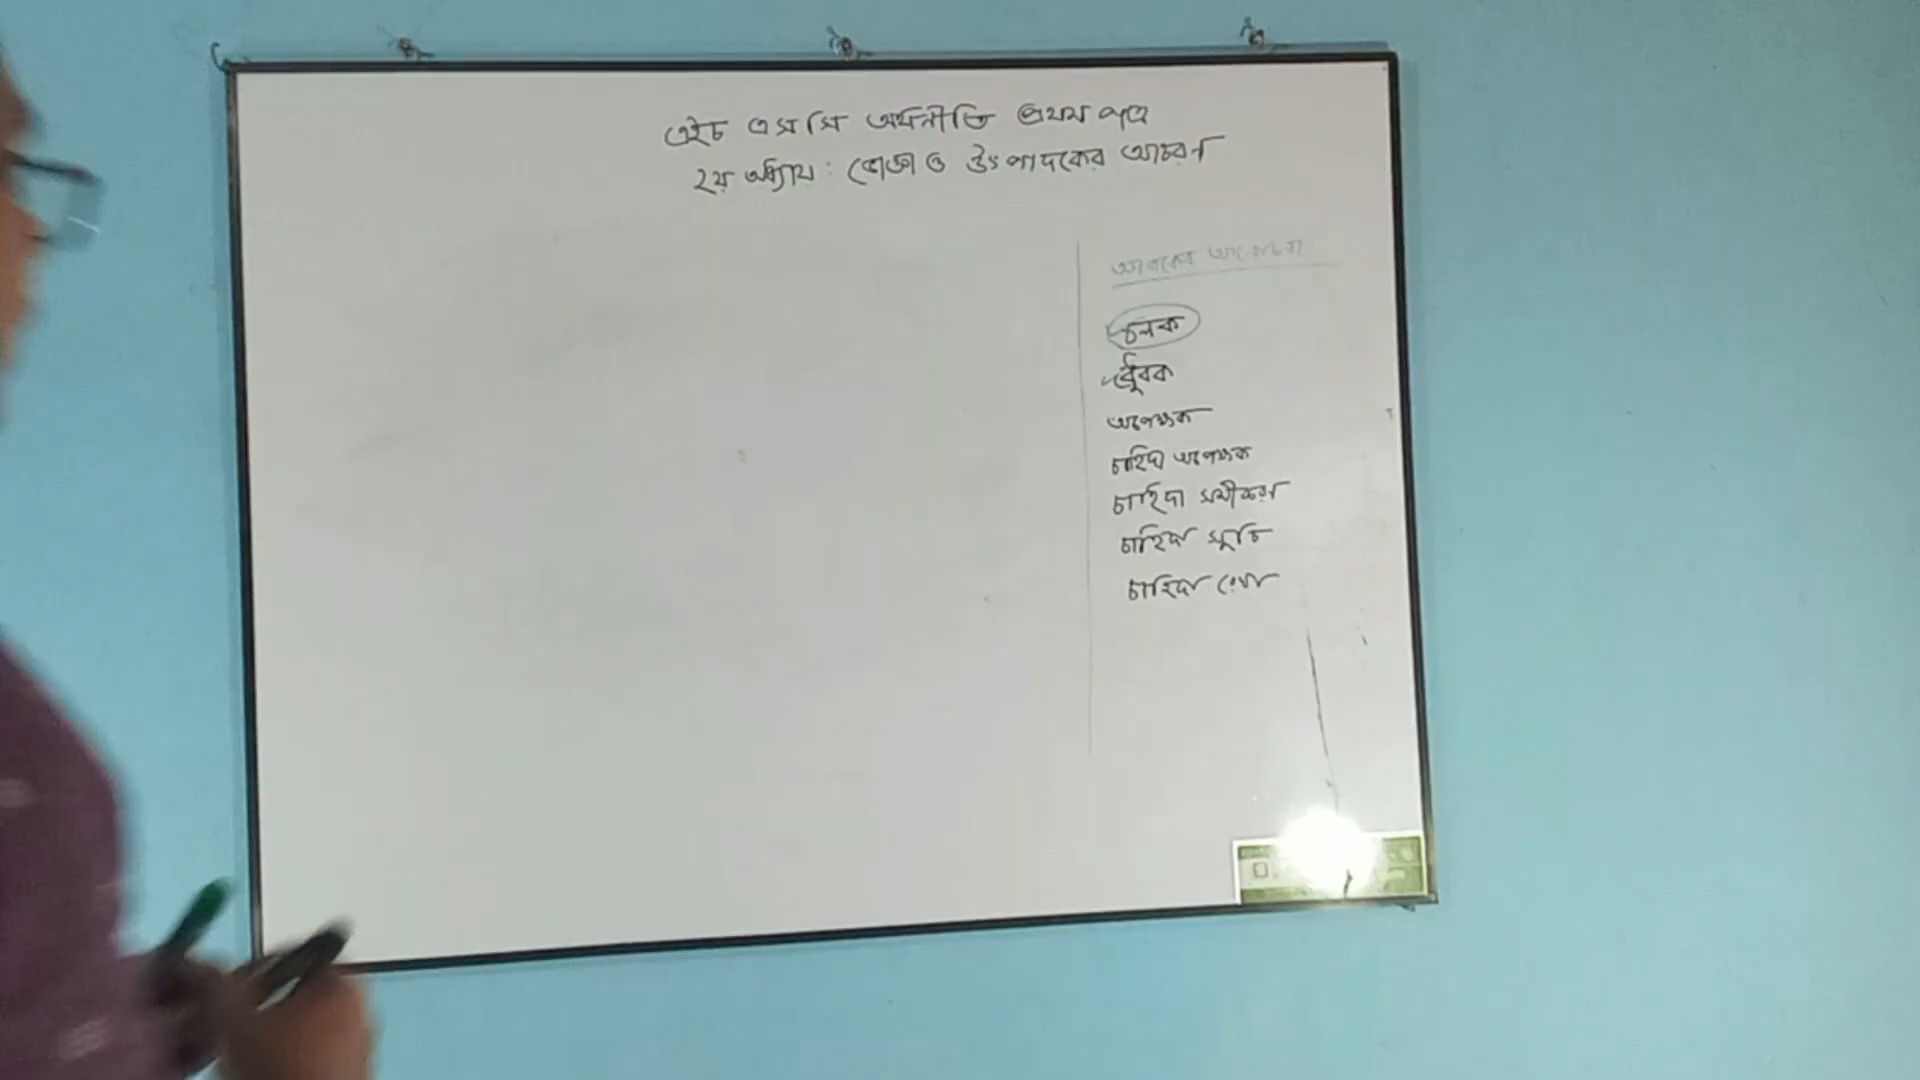 এইচ এস সি অর্থনীতি প্রথম পত্র
২য় অধ্যায় : ভোক্তা ও উৎপাদকের আচরণ
আজকের আলোচনা
চলক
ধ্রুবক
অপেক্ষক
চাহিদা অপেক্ষক
চাহিদা সমীকরণ
চাহিদা সূচি
চাহিদা রেখা